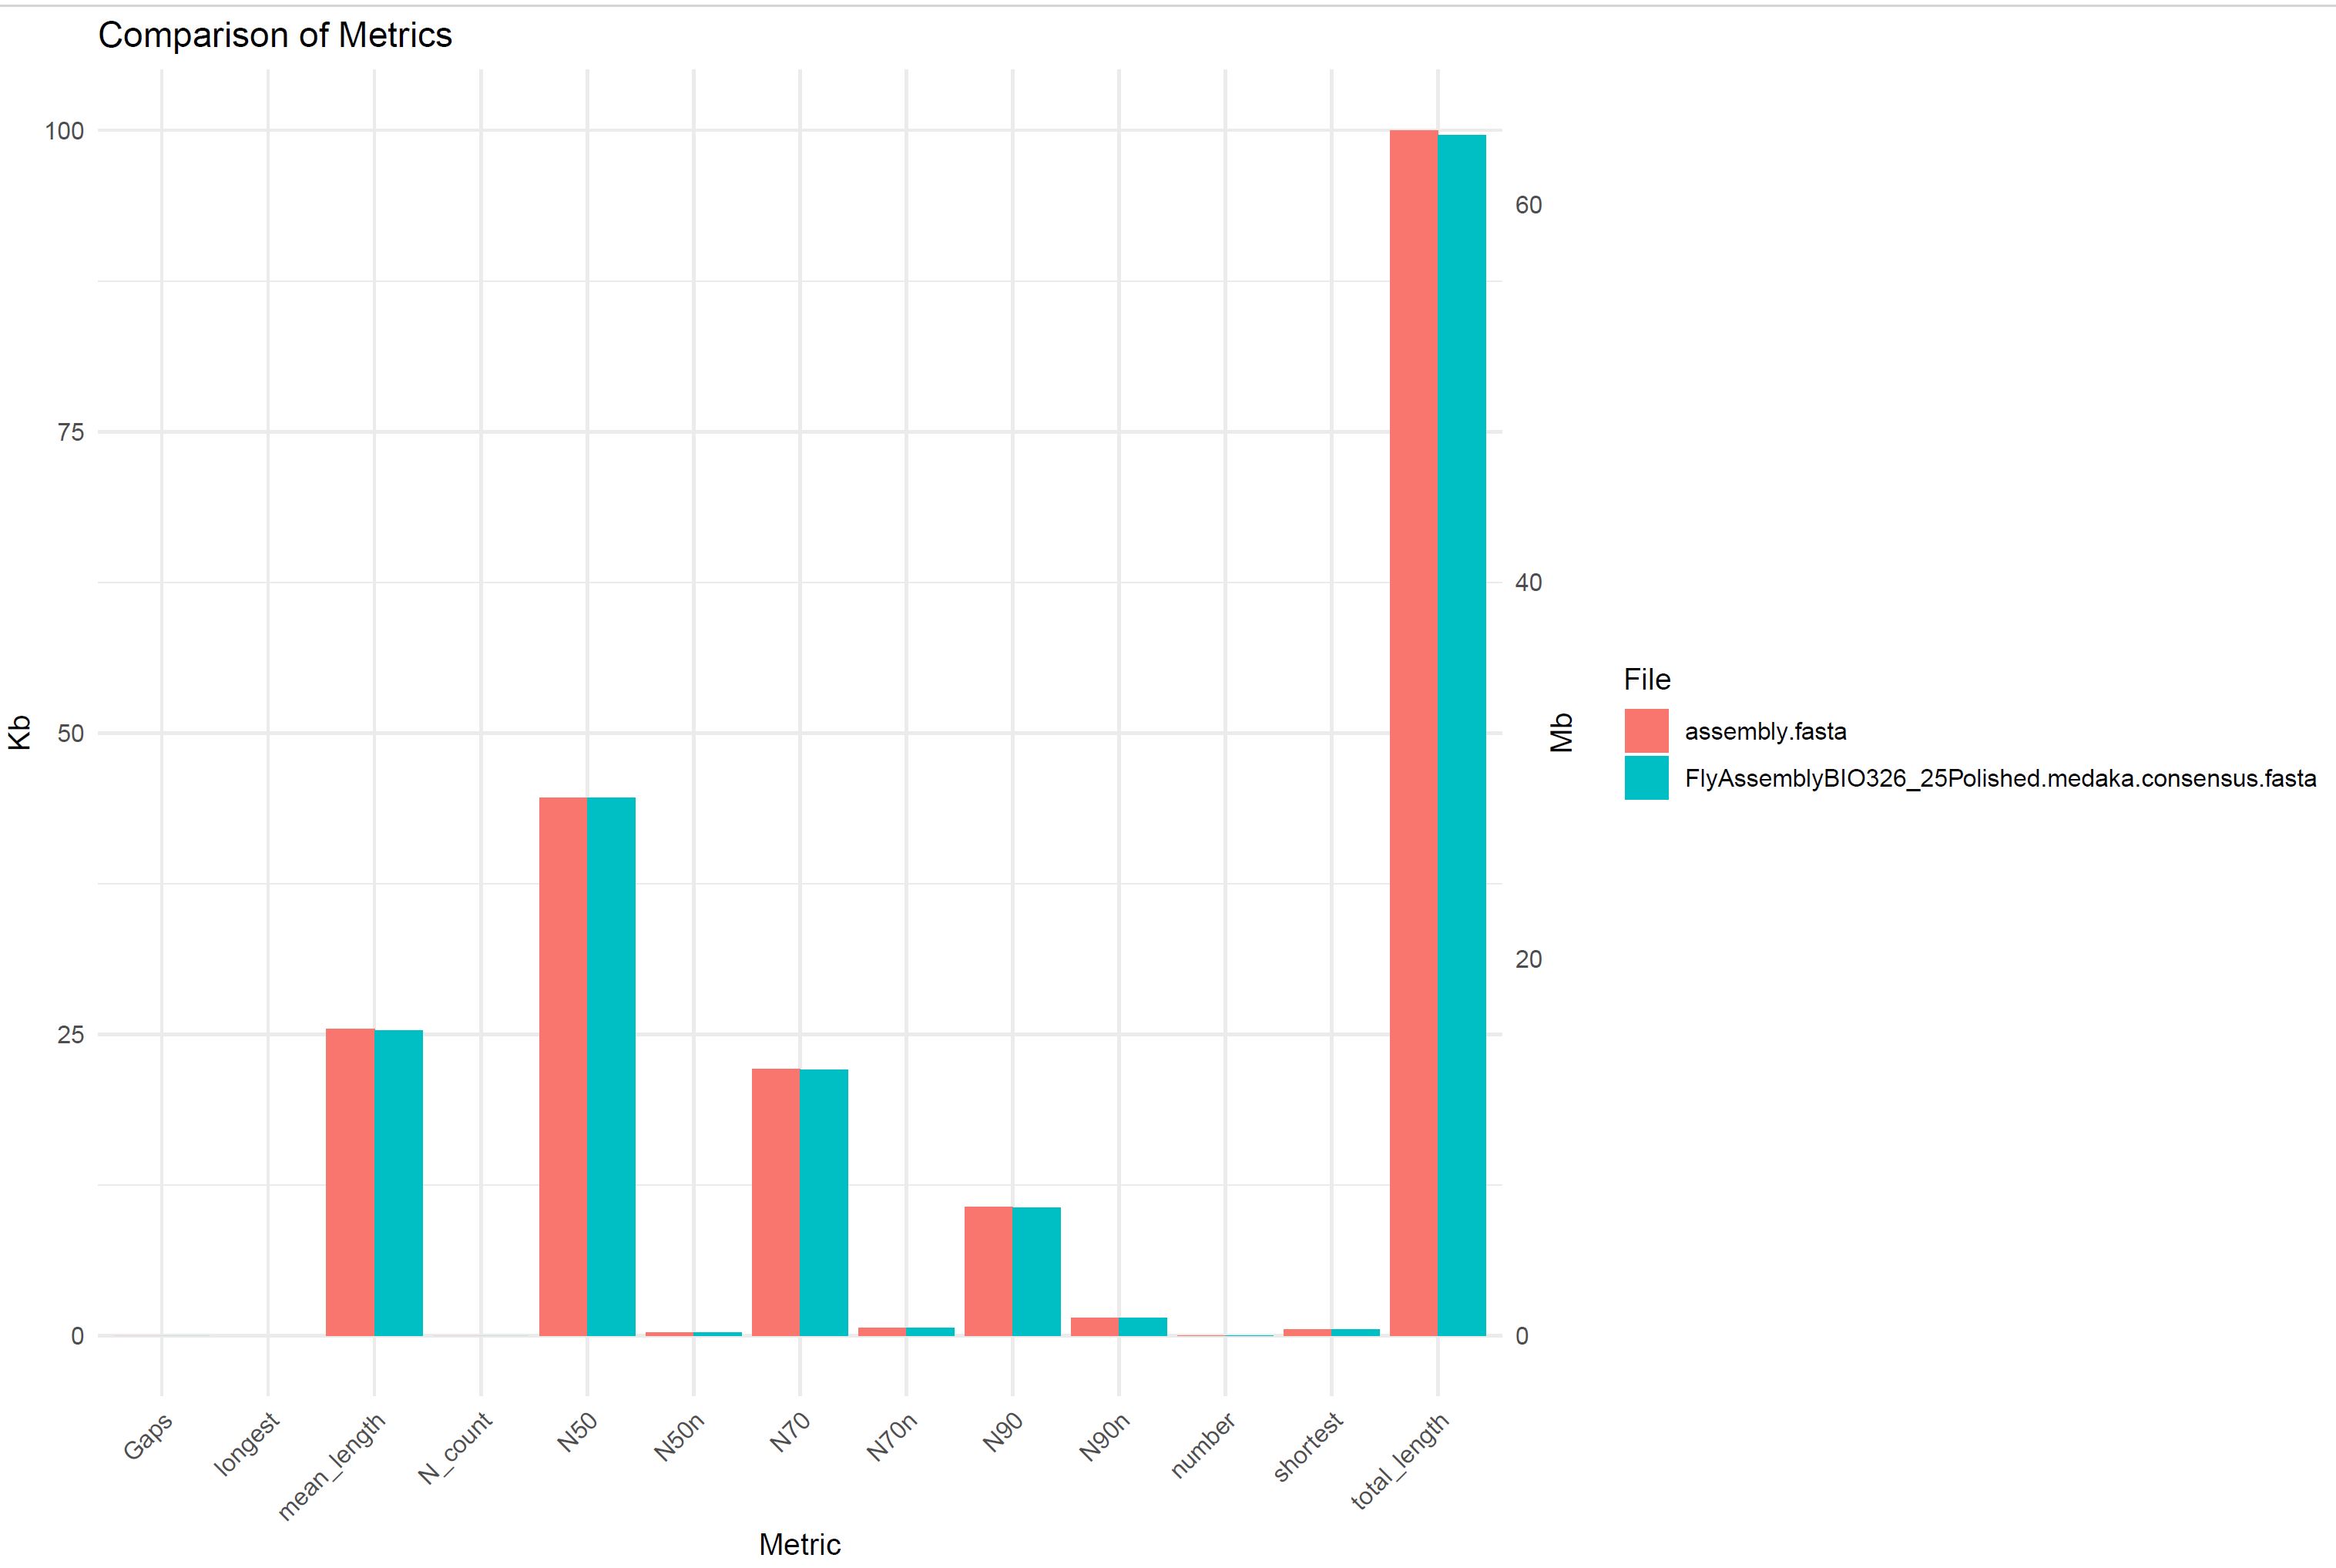 Comparison of Metrics
100
75
50
25
0
Kb
60
40
20
0
Mb
Gaps
longest
mean_length
N_count
N50
N50n
N70
N70n
N90
N90n
number
shortest
total_length
Metric
File
assembly.fasta
FlyAssemblyBIO326_25Polished.medaka.consensus.fasta